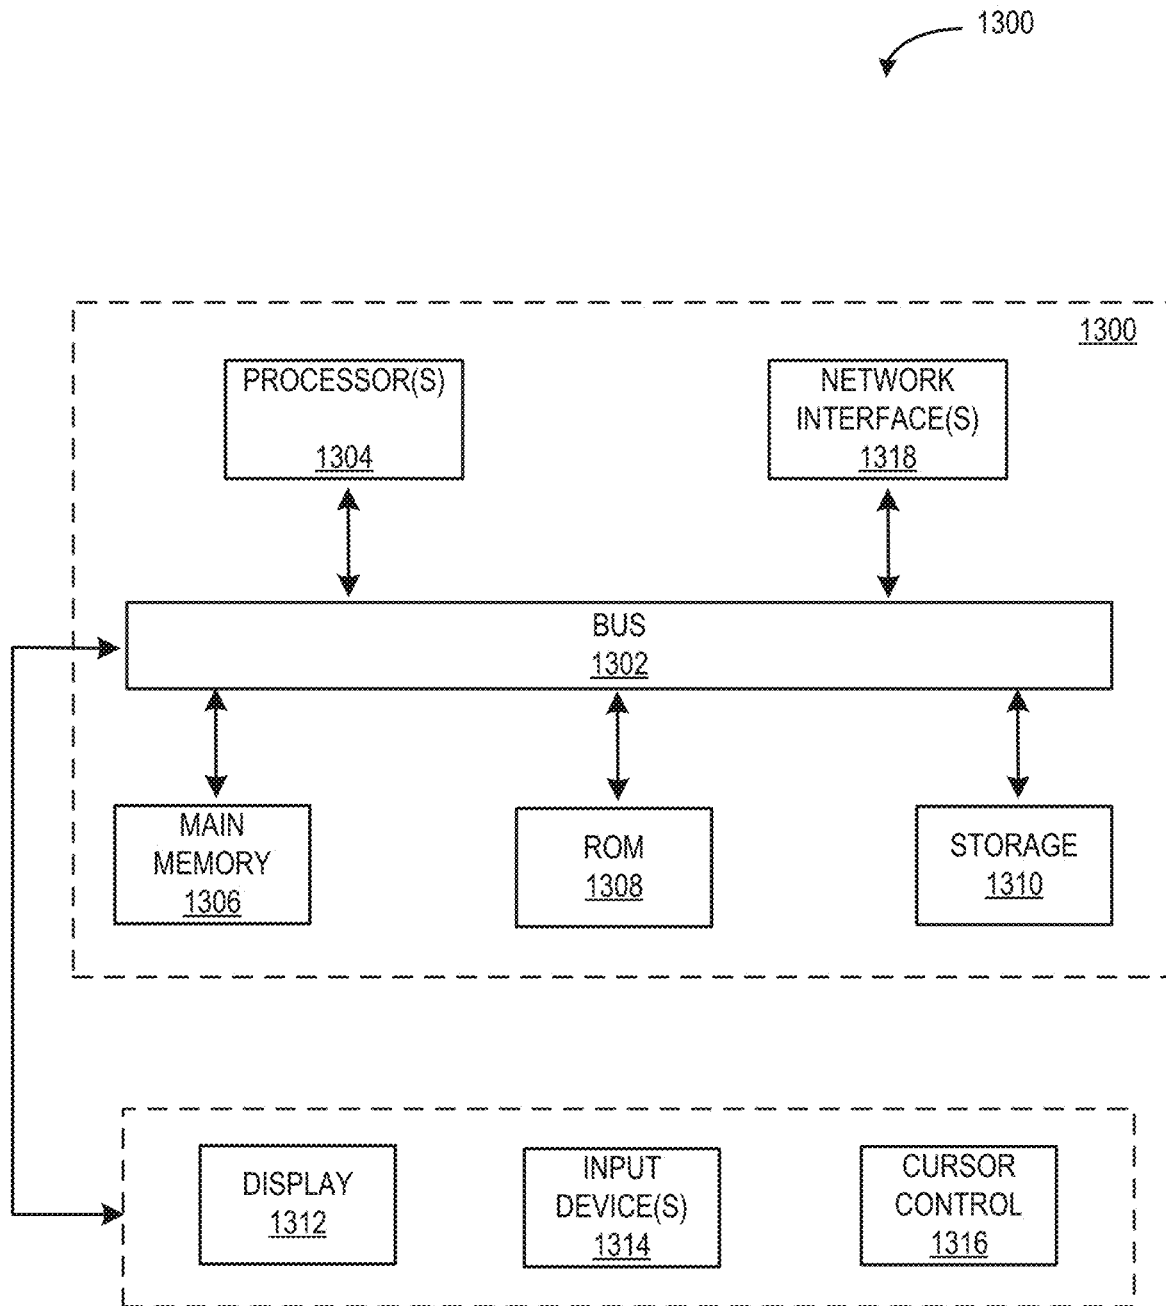 1300
1300
PROCESSOR(S)
1304
NETWORK
INTERFACE(S)
1318
BUS
1302
MAIN
MEMORY
1306
ROM
1308
STORAGE
1310
DISPLAY
1312
INPUT
DEVICE(S)
1314
CURSOR
CONTROL
1316